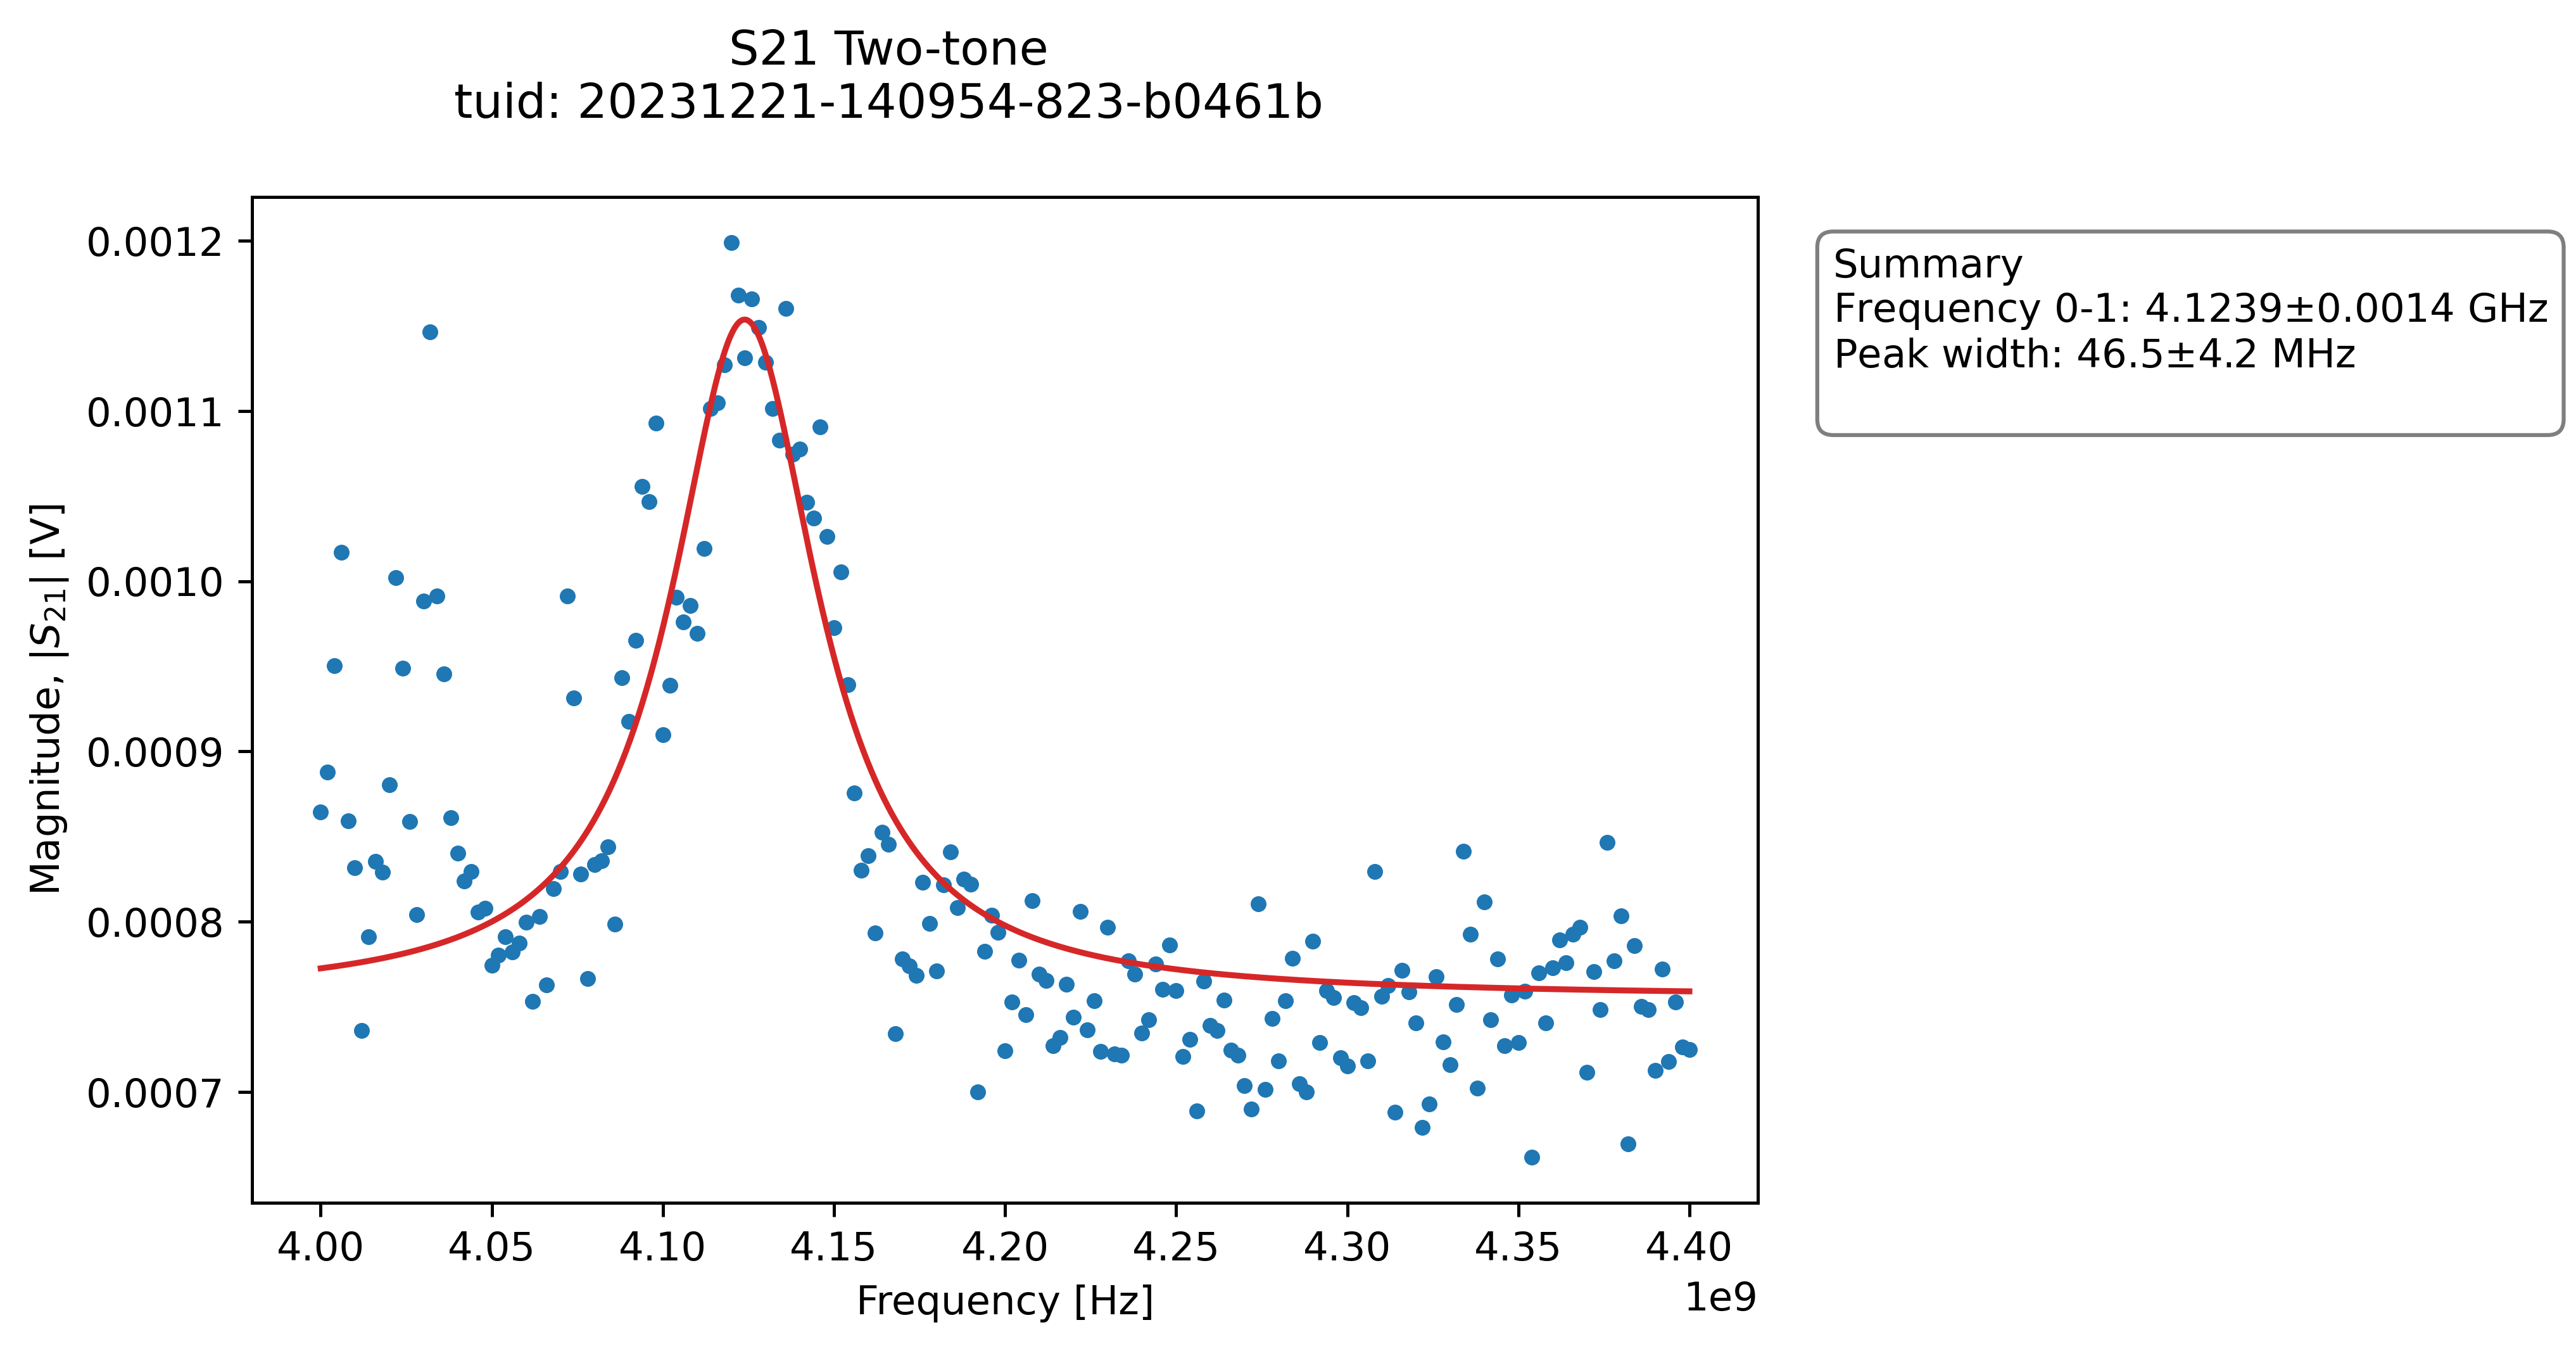 S21 Two-tone
tuid: 20231221-140954-823-b0461b
0.0012
0.0011
0.0010
0.0009
0.0008
0.0007
Magnitude, |S21| [V]
4.00 4.05 4.10 4.15 4.20 4.25 4.30 4.35 4.40
1e9
Frequency [Hz]
Summary
Frequency 0-1: 4.1239±0.0014 GHz
Peak width: 46.5±4.2 MHz